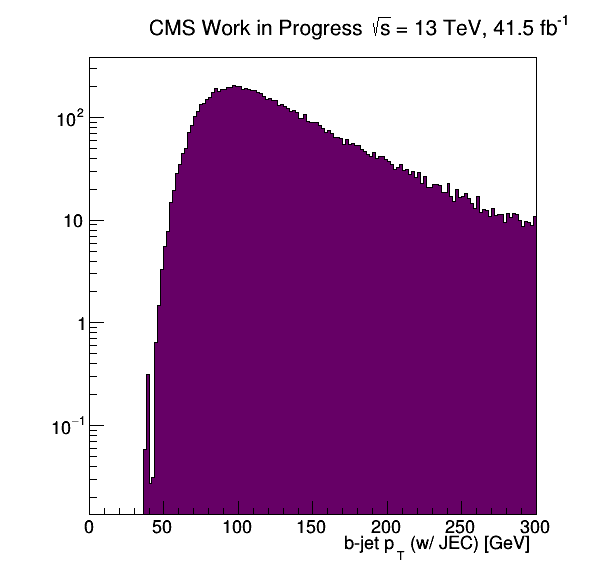 CMS Work in Progress √s = 13 TeV, 41.5 fb⁻¹
10²
10
1
10⁻¹
0 50 100 150 200 250 300
b-jet p_T (w/ JEC) [GeV]